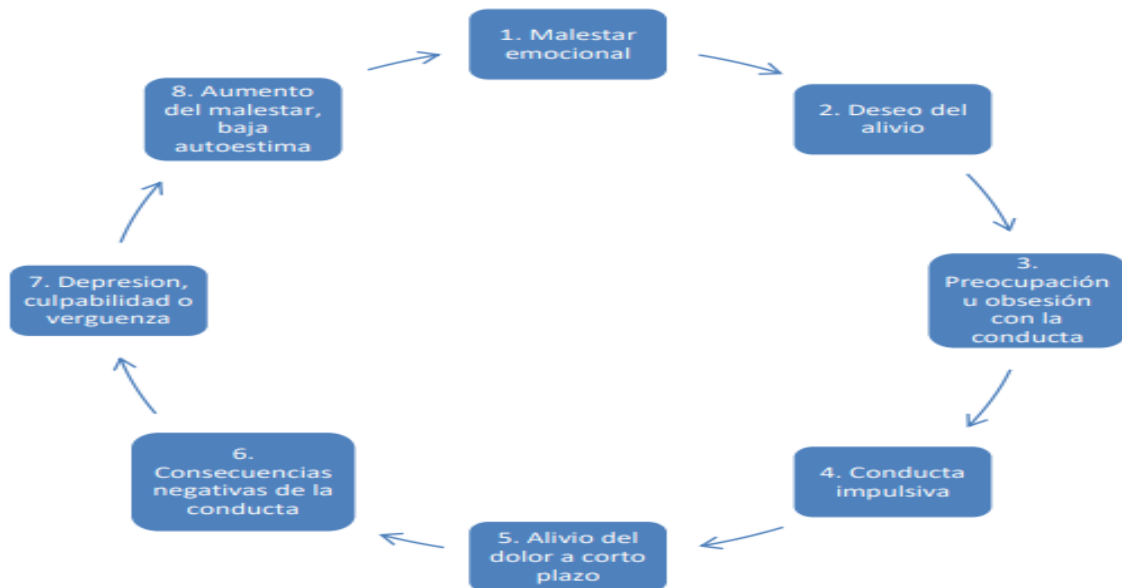 1. Malestar
emocional
2. Deseo del
alivio
3.
Preocupación
u obsesión
con la
conducta
4. Conducta
impulsiva
5. Alivio del
dolor a corto
plazo
6.
Consecuencias
negativas de la
conducta
7. Depresion,
culpabilidad o
verguenza
8. Aumento
del malestar,
baja
autoestima